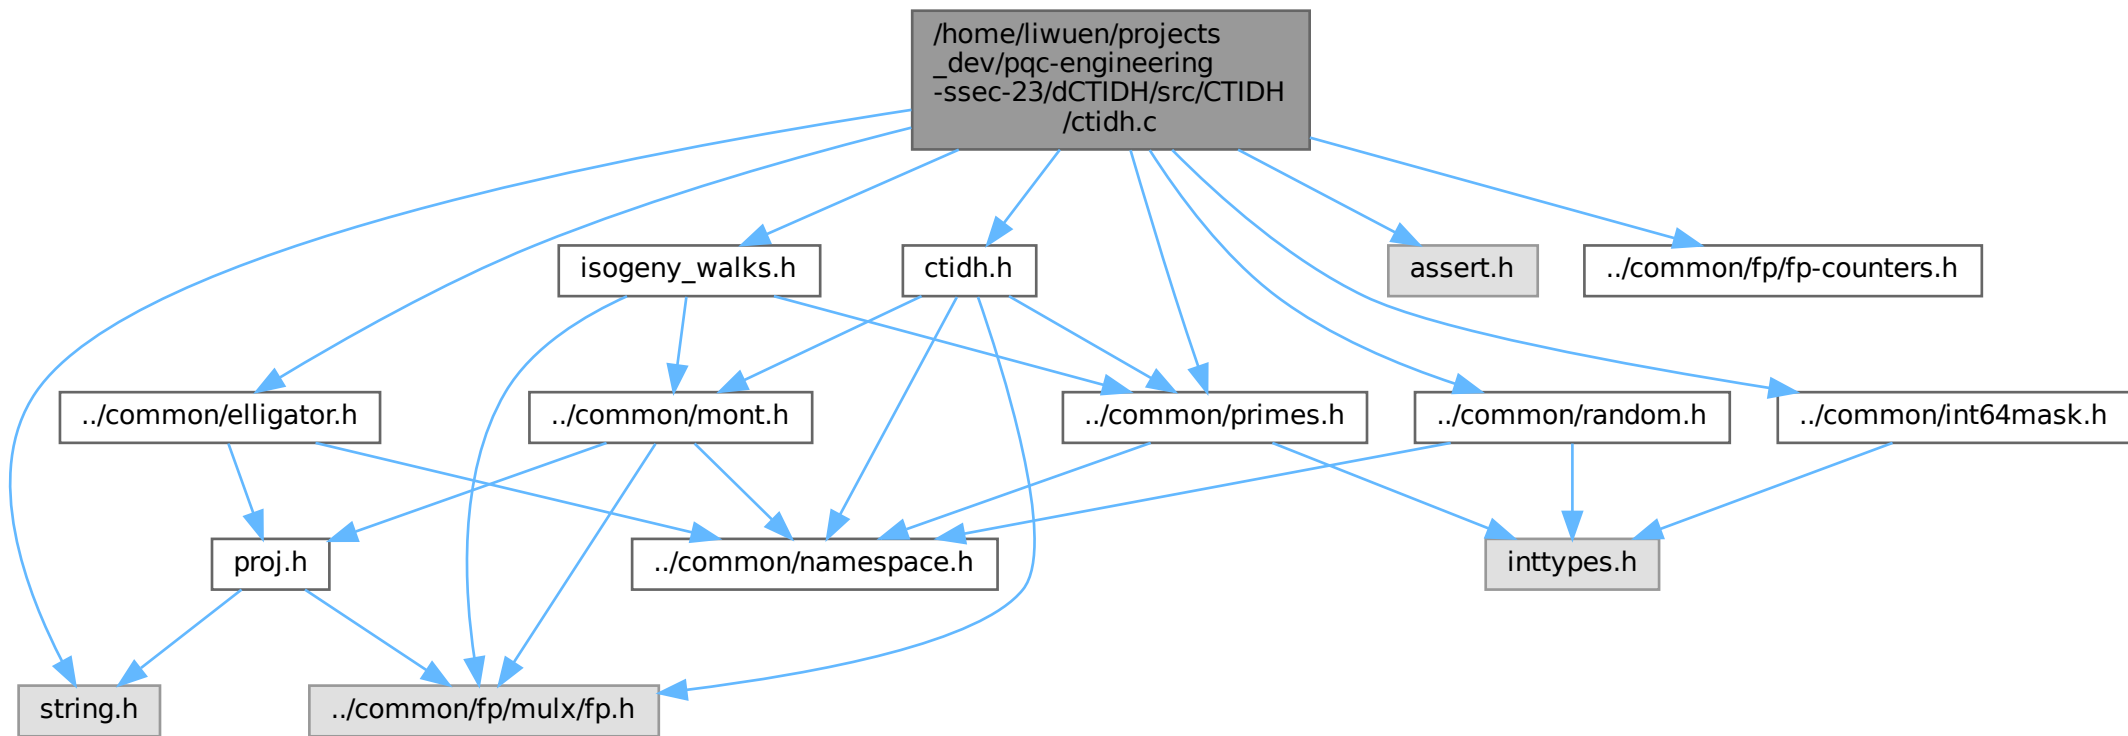 /home/liwuen/projects
_dev/pqc-engineering
-ssec-23/dCTIDH/src/CTIDH
/ctidh.c
isogeny_walks.h
ctidh.h
assert.h
../common/fp/fp-counters.h
../common/elligator.h
../common/mont.h
../common/primes.h
../common/random.h
../common/int64mask.h
proj.h
../common/namespace.h
inttypes.h
string.h
../common/fp/mulx/fp.h